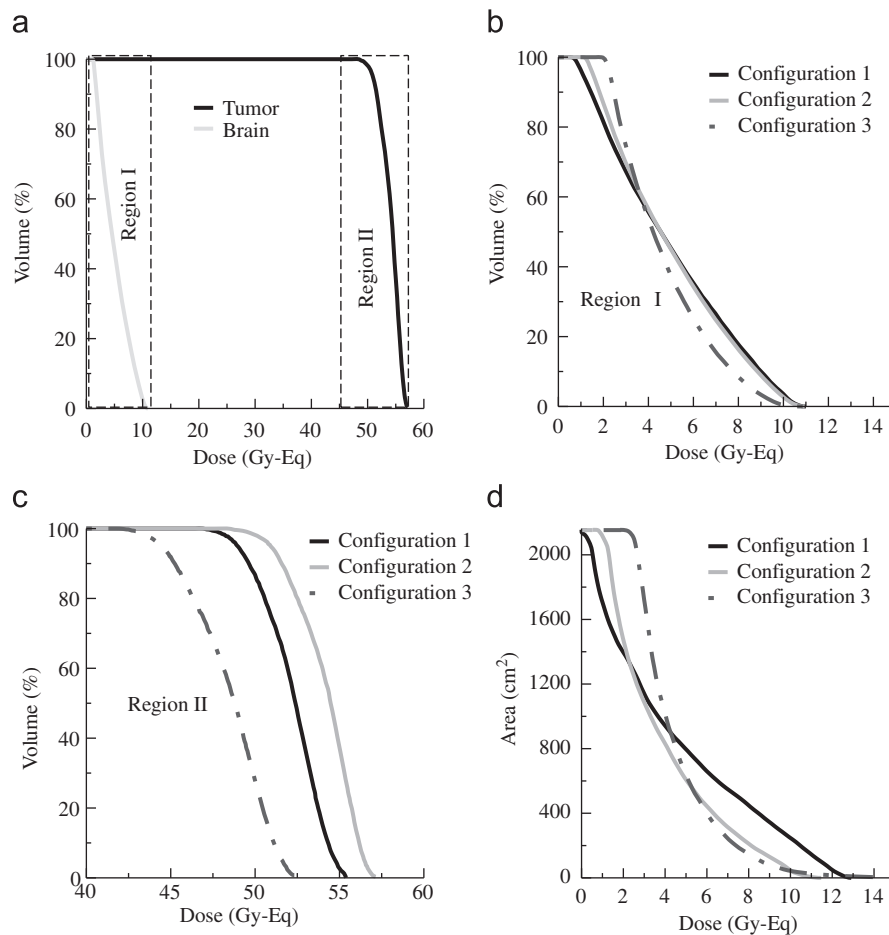 a
100
80
60
40
20
0
Volume (%)
Tumor
Brain
Region I
Region II
0 10 20 30 40 50 60
Dose (Gy-Eq)
b
100
80
60
40
20
0
Volume (%)
Configuration 1
Configuration 2
Configuration 3
Region I
0 2 4 6 8 10 12 14
Dose (Gy-Eq)
c
100
80
60
40
20
0
Volume (%)
Configuration 1
Configuration 2
Configuration 3
Region II
40 45 50 55 60
Dose (Gy-Eq)
d
2000
1600
1200
800
400
0
Area (cm²)
Configuration 1
Configuration 2
Configuration 3
0 2 4 6 8 10 12 14
Dose (Gy-Eq)